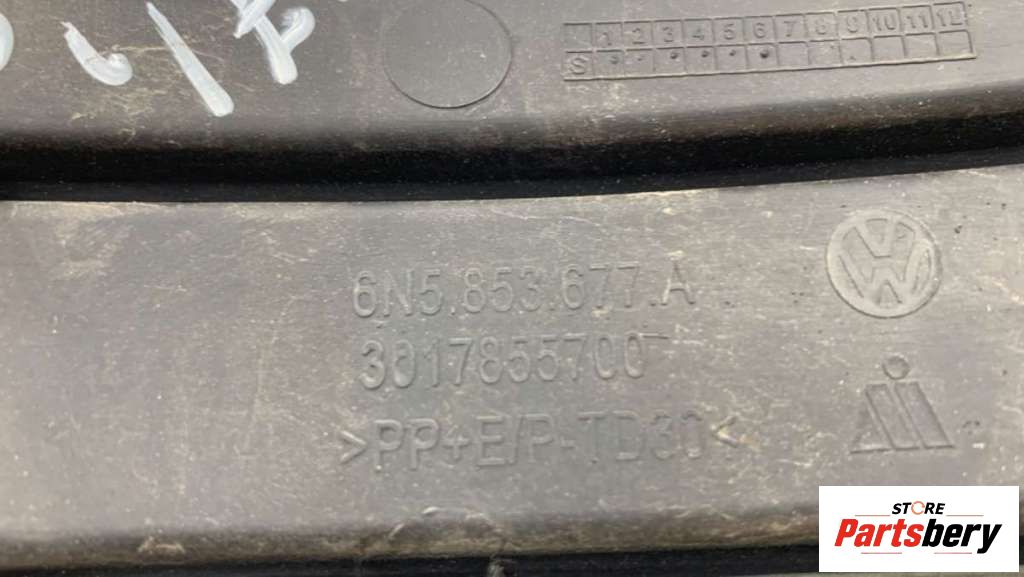 1 2 3 4 5 6 7 8 9 10 11 12
S
6N5.853.677.A
3017855700
>PP+E/P-TD30<
STORE
Partsbery